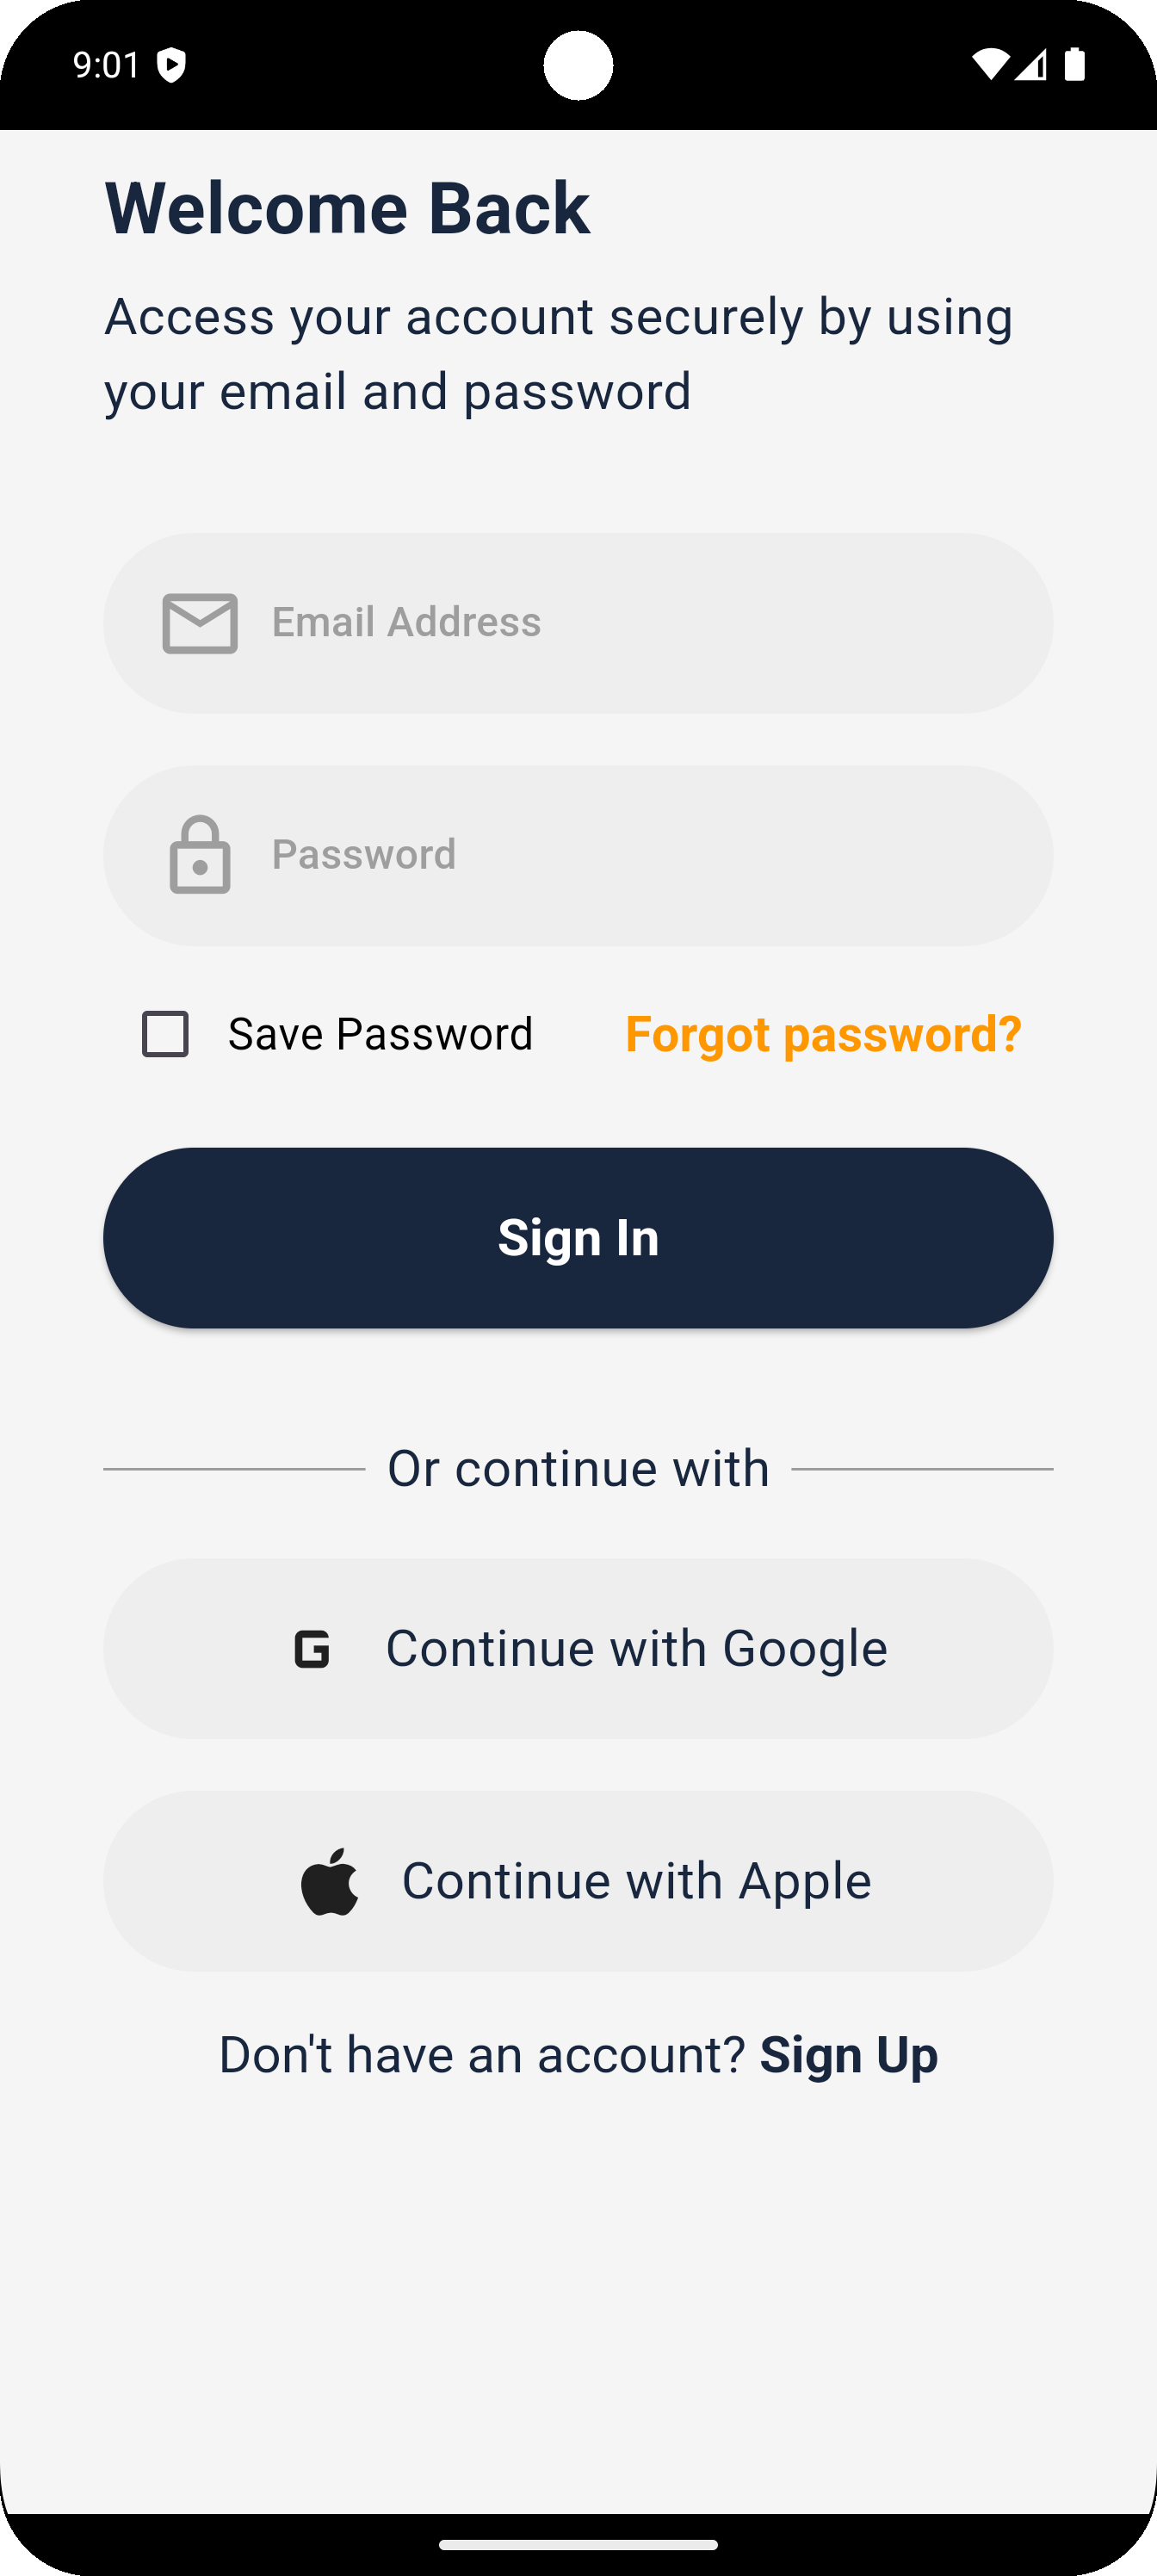 9:01
Welcome Back
Access your account securely by using
your email and password
Email Address
Password
Save Password Forgot password?
Sign In
Or continue with
G Continue with Google
Continue with Apple
Don't have an account? Sign Up